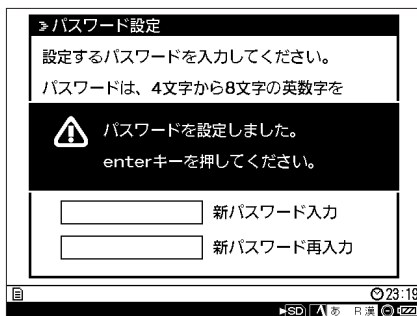 パスワード設定
設定するパスワードを入力してください。
パスワードは、4文字から8文字の英数字を
パスワードを設定しました。
enterキーを押してください。
新パスワード入力
新パスワード再入力
23:19
SD あ R漢